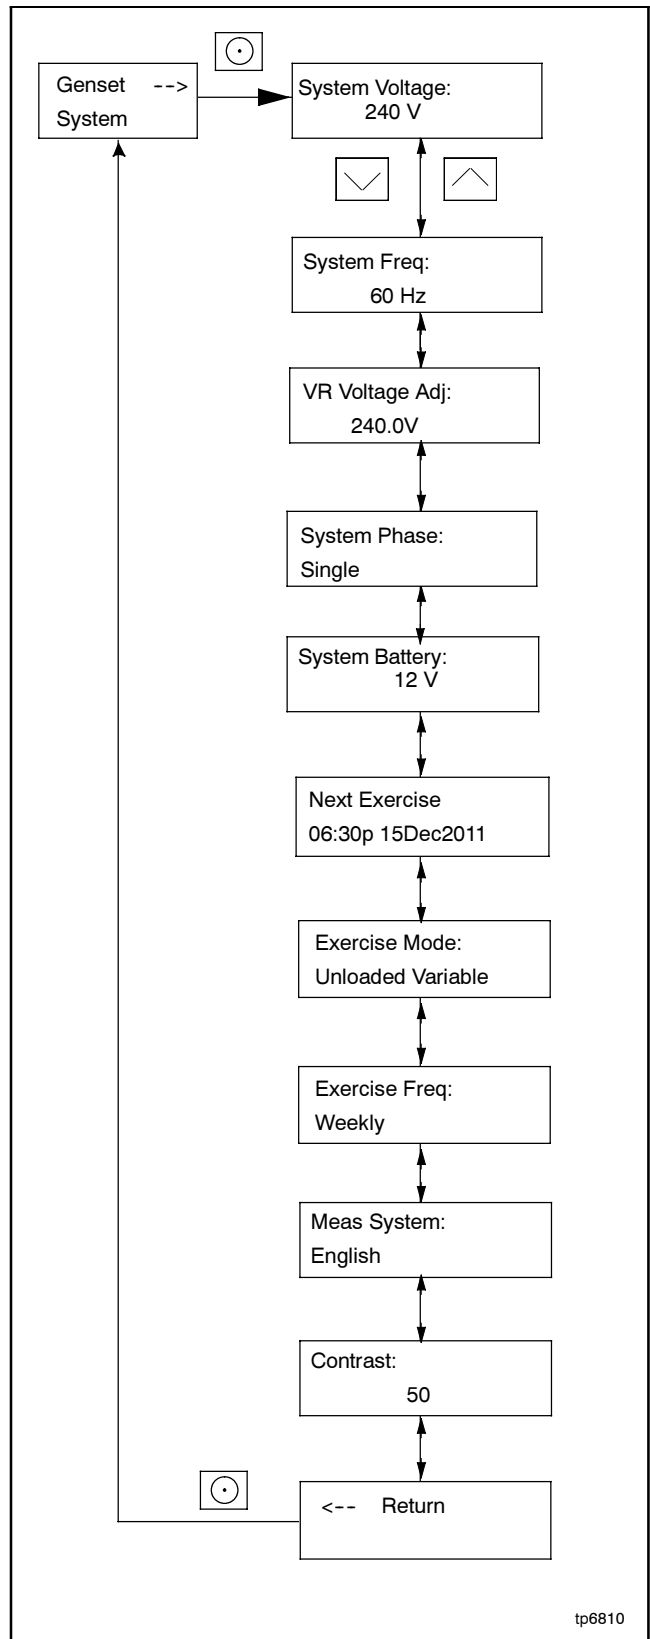 Genset -->
System
System Voltage:
240 V
System Freq:
60 Hz
VR Voltage Adj:
240.0V
System Phase:
Single
System Battery:
12 V
Next Exercise
06:30p 15Dec2011
Exercise Mode:
Unloaded Variable
Exercise Freq:
Weekly
Meas System:
English
Contrast:
50
<-- Return
tp6810